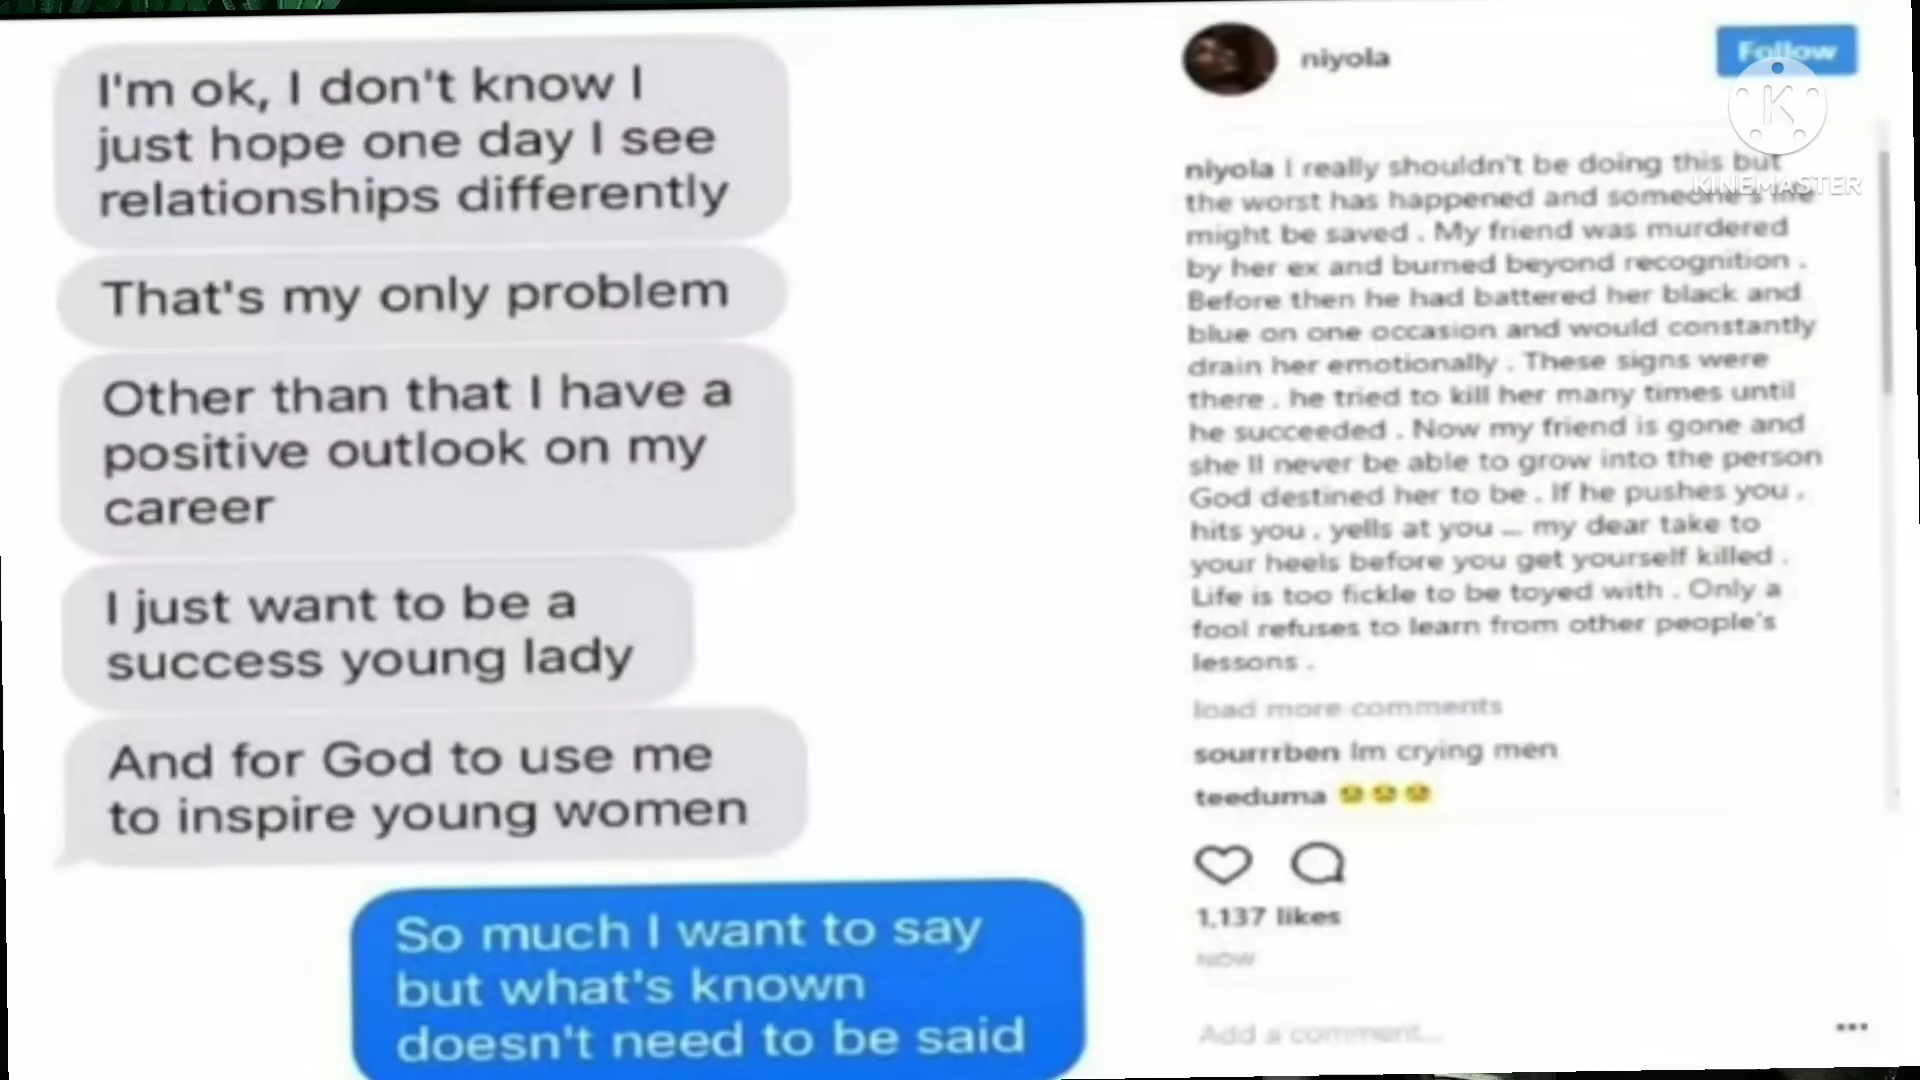 I'm ok, I don't know I
just hope one day I see
relationships differently
That's my only problem
Other than that I have a
positive outlook on my
career
I just want to be a
success young lady
And for God to use me
to inspire young women
So much I want to say
but what's known
doesn't need to be said
niyola
Follow
KINEMASTER
niyola I really shouldn't be doing this but
the worst has happened and someone's life
might be saved . My friend was murdered
by her ex and burned beyond recognition .
Before then he had battered her black and
blue on one occasion and would constantly
drain her emotionally . These signs were
there . he tried to kill her many times until
he succeeded . Now my friend is gone and
she ll never be able to grow into the person
God destined her to be . If he pushes you ,
hits you , yells at you ... my dear take to
your heels before you get yourself killed .
Life is too fickle to be toyed with . Only a
fool refuses to learn from other people's
lessons .
load more comments
sourrrben Im crying men
teeduma 😢😢😢
1,137 likes
NOW
Add a comment...